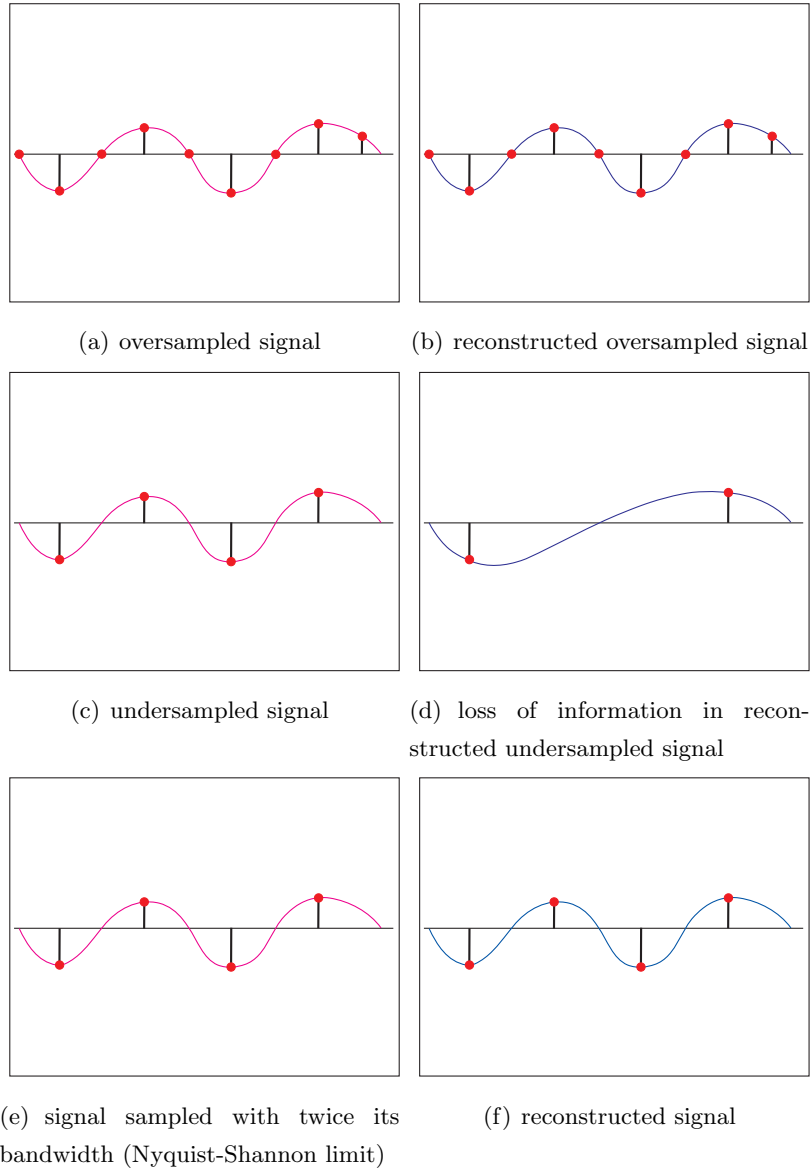 (a) oversampled signal
(b) reconstructed oversampled signal
(c) undersampled signal
(d) loss of information in recon-
structed undersampled signal
(e) signal sampled with twice its
bandwidth (Nyquist-Shannon limit)
(f) reconstructed signal